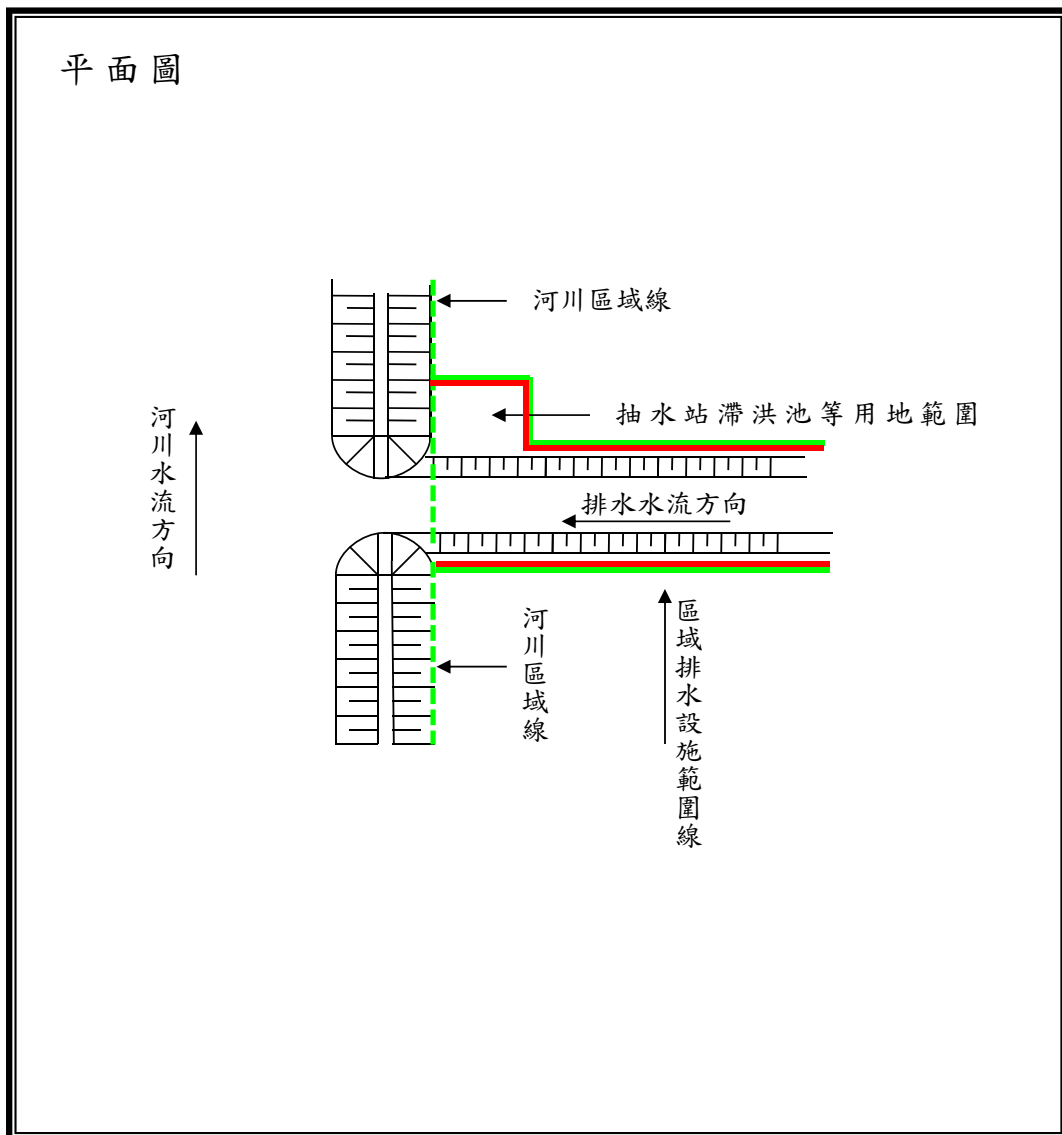 平面圖
河川區域線
抽水站滯洪池等用地範圍
河川水流方向
排水水流方向
河川區域線
區域排水設施範圍線